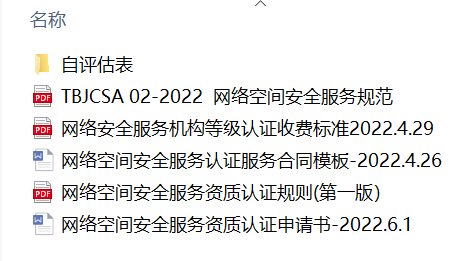 名称
自评估表
TBJCSA 02-2022  网络空间安全服务规范
网络安全服务机构等级认证收费标准2022.4.29
网络空间安全服务认证服务合同模板-2022.4.26
网络空间安全服务资质认证规则(第一版）
网络空间安全服务资质认证申请书-2022.6.1